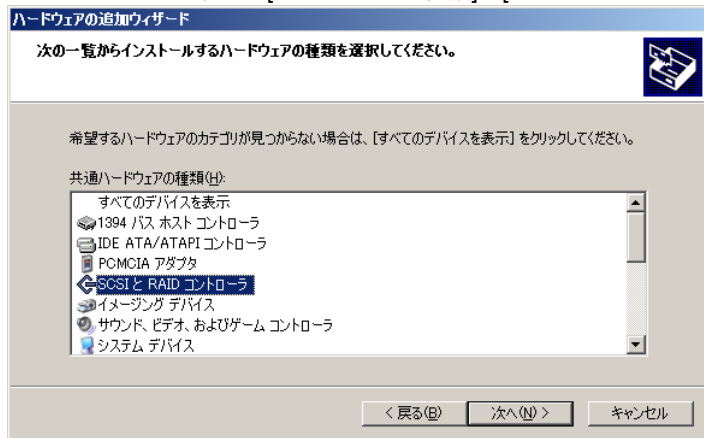 ハードウェアの追加ウィザード
次の一覧からインストールするハードウェアの種類を選択してください。
希望するハードウェアのカテゴリが見つからない場合は、[すべてのデバイスを表示] をクリックしてください。
共通ハードウェアの種類(H):
すべてのデバイスを表示
1394 バス ホスト コントローラ
IDE ATA/ATAPI コントローラ
PCMCIA アダプタ
SCSI と RAID コントローラ
イメージング デバイス
サウンド、ビデオ、およびゲーム コントローラ
システム デバイス
< 戻る(B) 次へ(N) > キャンセル